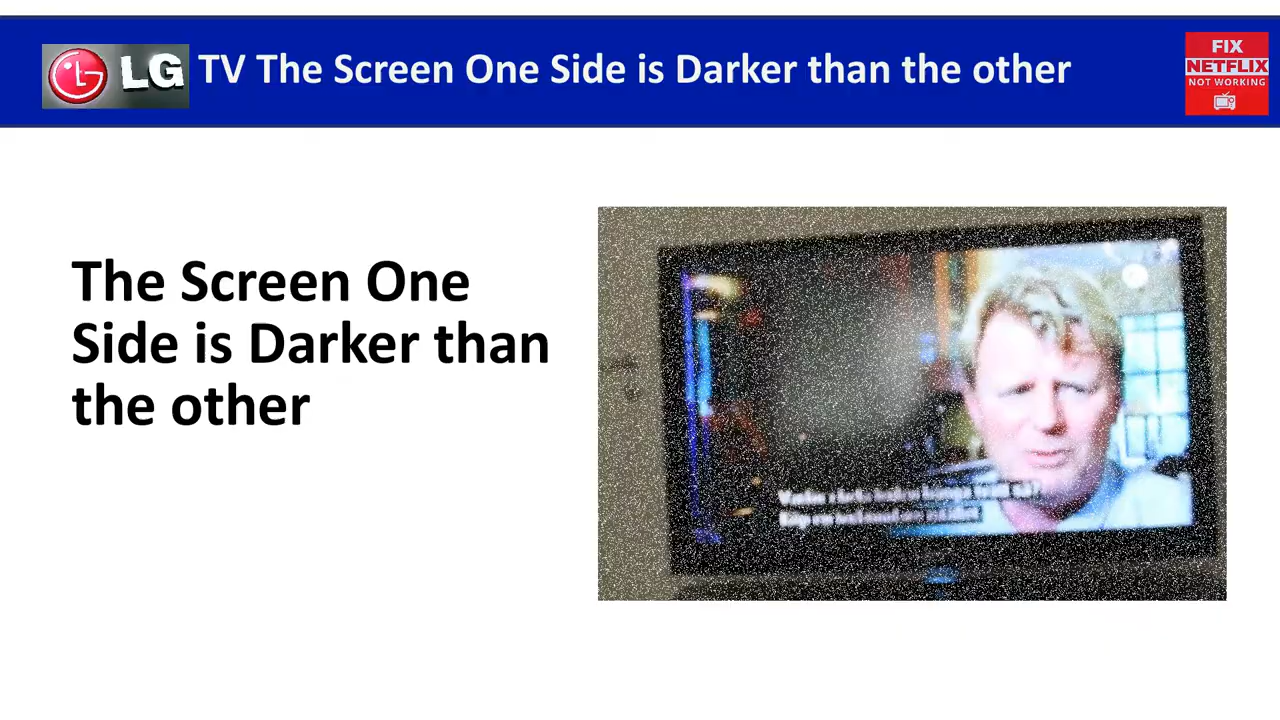 LG TV The Screen One Side is Darker than the other
FIX
NETFLIX
NOT WORKING
The Screen One
Side is Darker than
the other